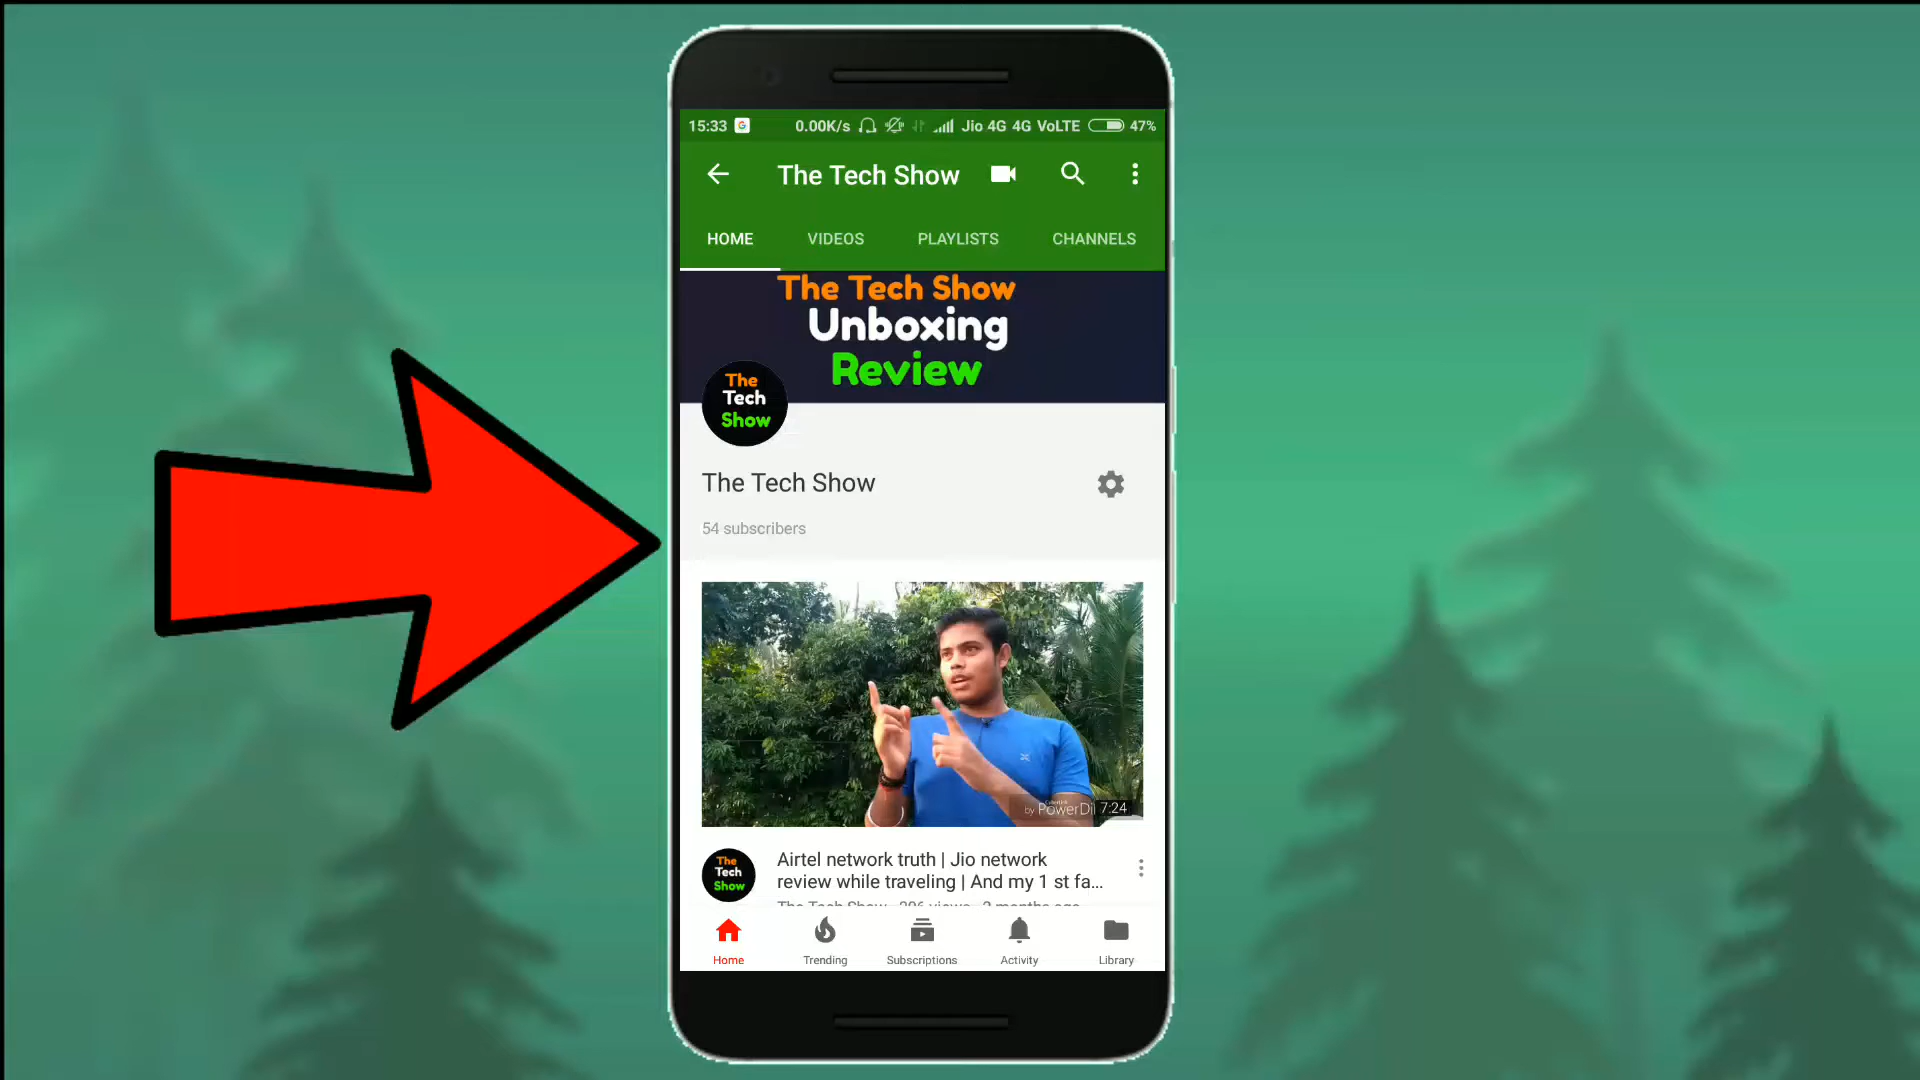 15:33 0.00K/s Jio 4G 4G VoLTE 47%
The Tech Show
HOME VIDEOS PLAYLISTS CHANNELS
The Tech Show
Unboxing
Review
The
Tech
Show
The Tech Show
54 subscribers
by PowerDi 7:24
The
Tech
Show
Airtel network truth | Jio network
review while traveling | And my 1 st fa...
Home Trending Subscriptions Activity Library